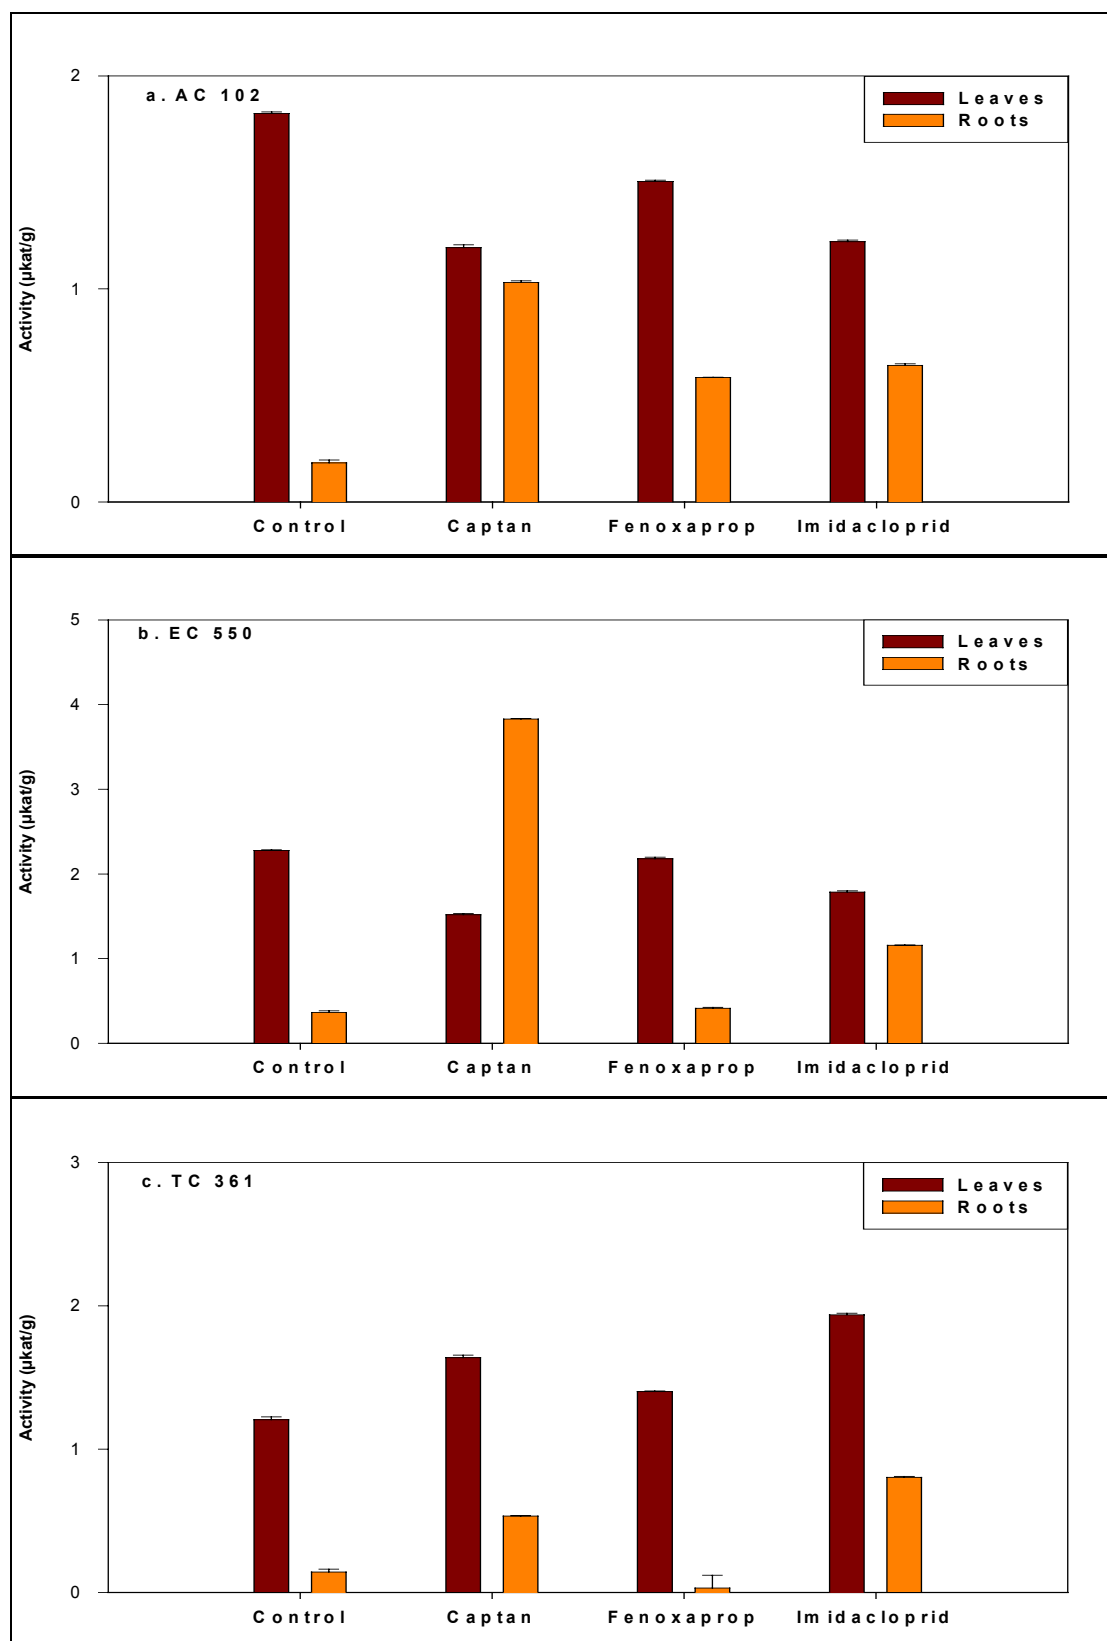 a. AC 102
Leaves
Roots
2
1
0
Activity (µkat/g)
Control Captan Fenoxaprop Imidacloprid
b. EC 550
Leaves
Roots
5
4
3
2
1
0
Activity (µkat/g)
Control Captan Fenoxaprop Imidacloprid
c. TC 361
Leaves
Roots
3
2
1
0
Activity (µkat/g)
Control Captan Fenoxaprop Imidacloprid